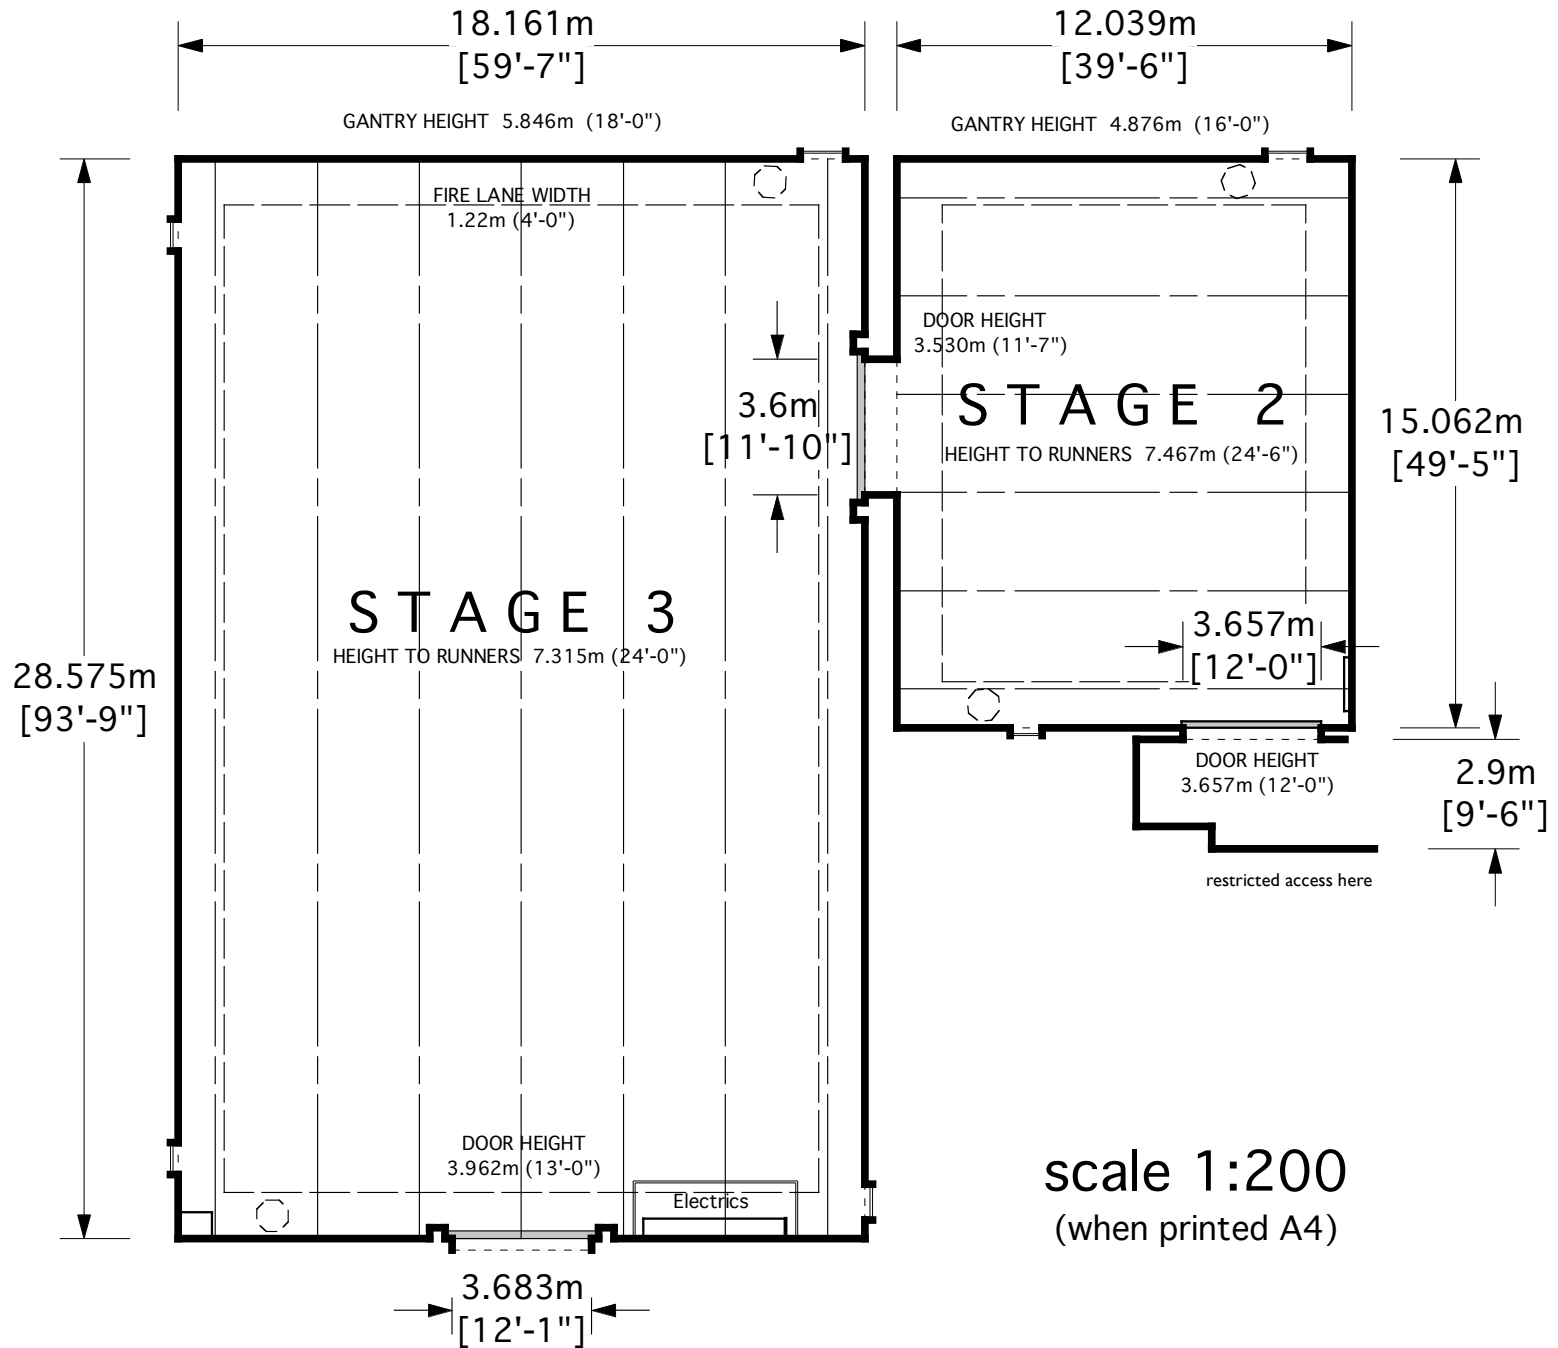 18.161m
[59'-7"]
12.039m
[39'-6"]
GANTRY HEIGHT 5.846m (18'-0")
GANTRY HEIGHT 4.876m (16'-0")
FIRE LANE WIDTH
1.22m (4'-0")
DOOR HEIGHT
3.530m (11'-7")
3.6m
[11'-10"]
STAGE 2
HEIGHT TO RUNNERS 7.467m (24'-6")
15.062m
[49'-5"]
STAGE 3
HEIGHT TO RUNNERS 7.315m (24'-0")
3.657m
[12'-0"]
28.575m
[93'-9"]
DOOR HEIGHT
3.657m (12'-0")
2.9m
[9'-6"]
restricted access here
DOOR HEIGHT
3.962m (13'-0")
Electrics
scale 1:200
(when printed A4)
3.683m
[12'-1"]